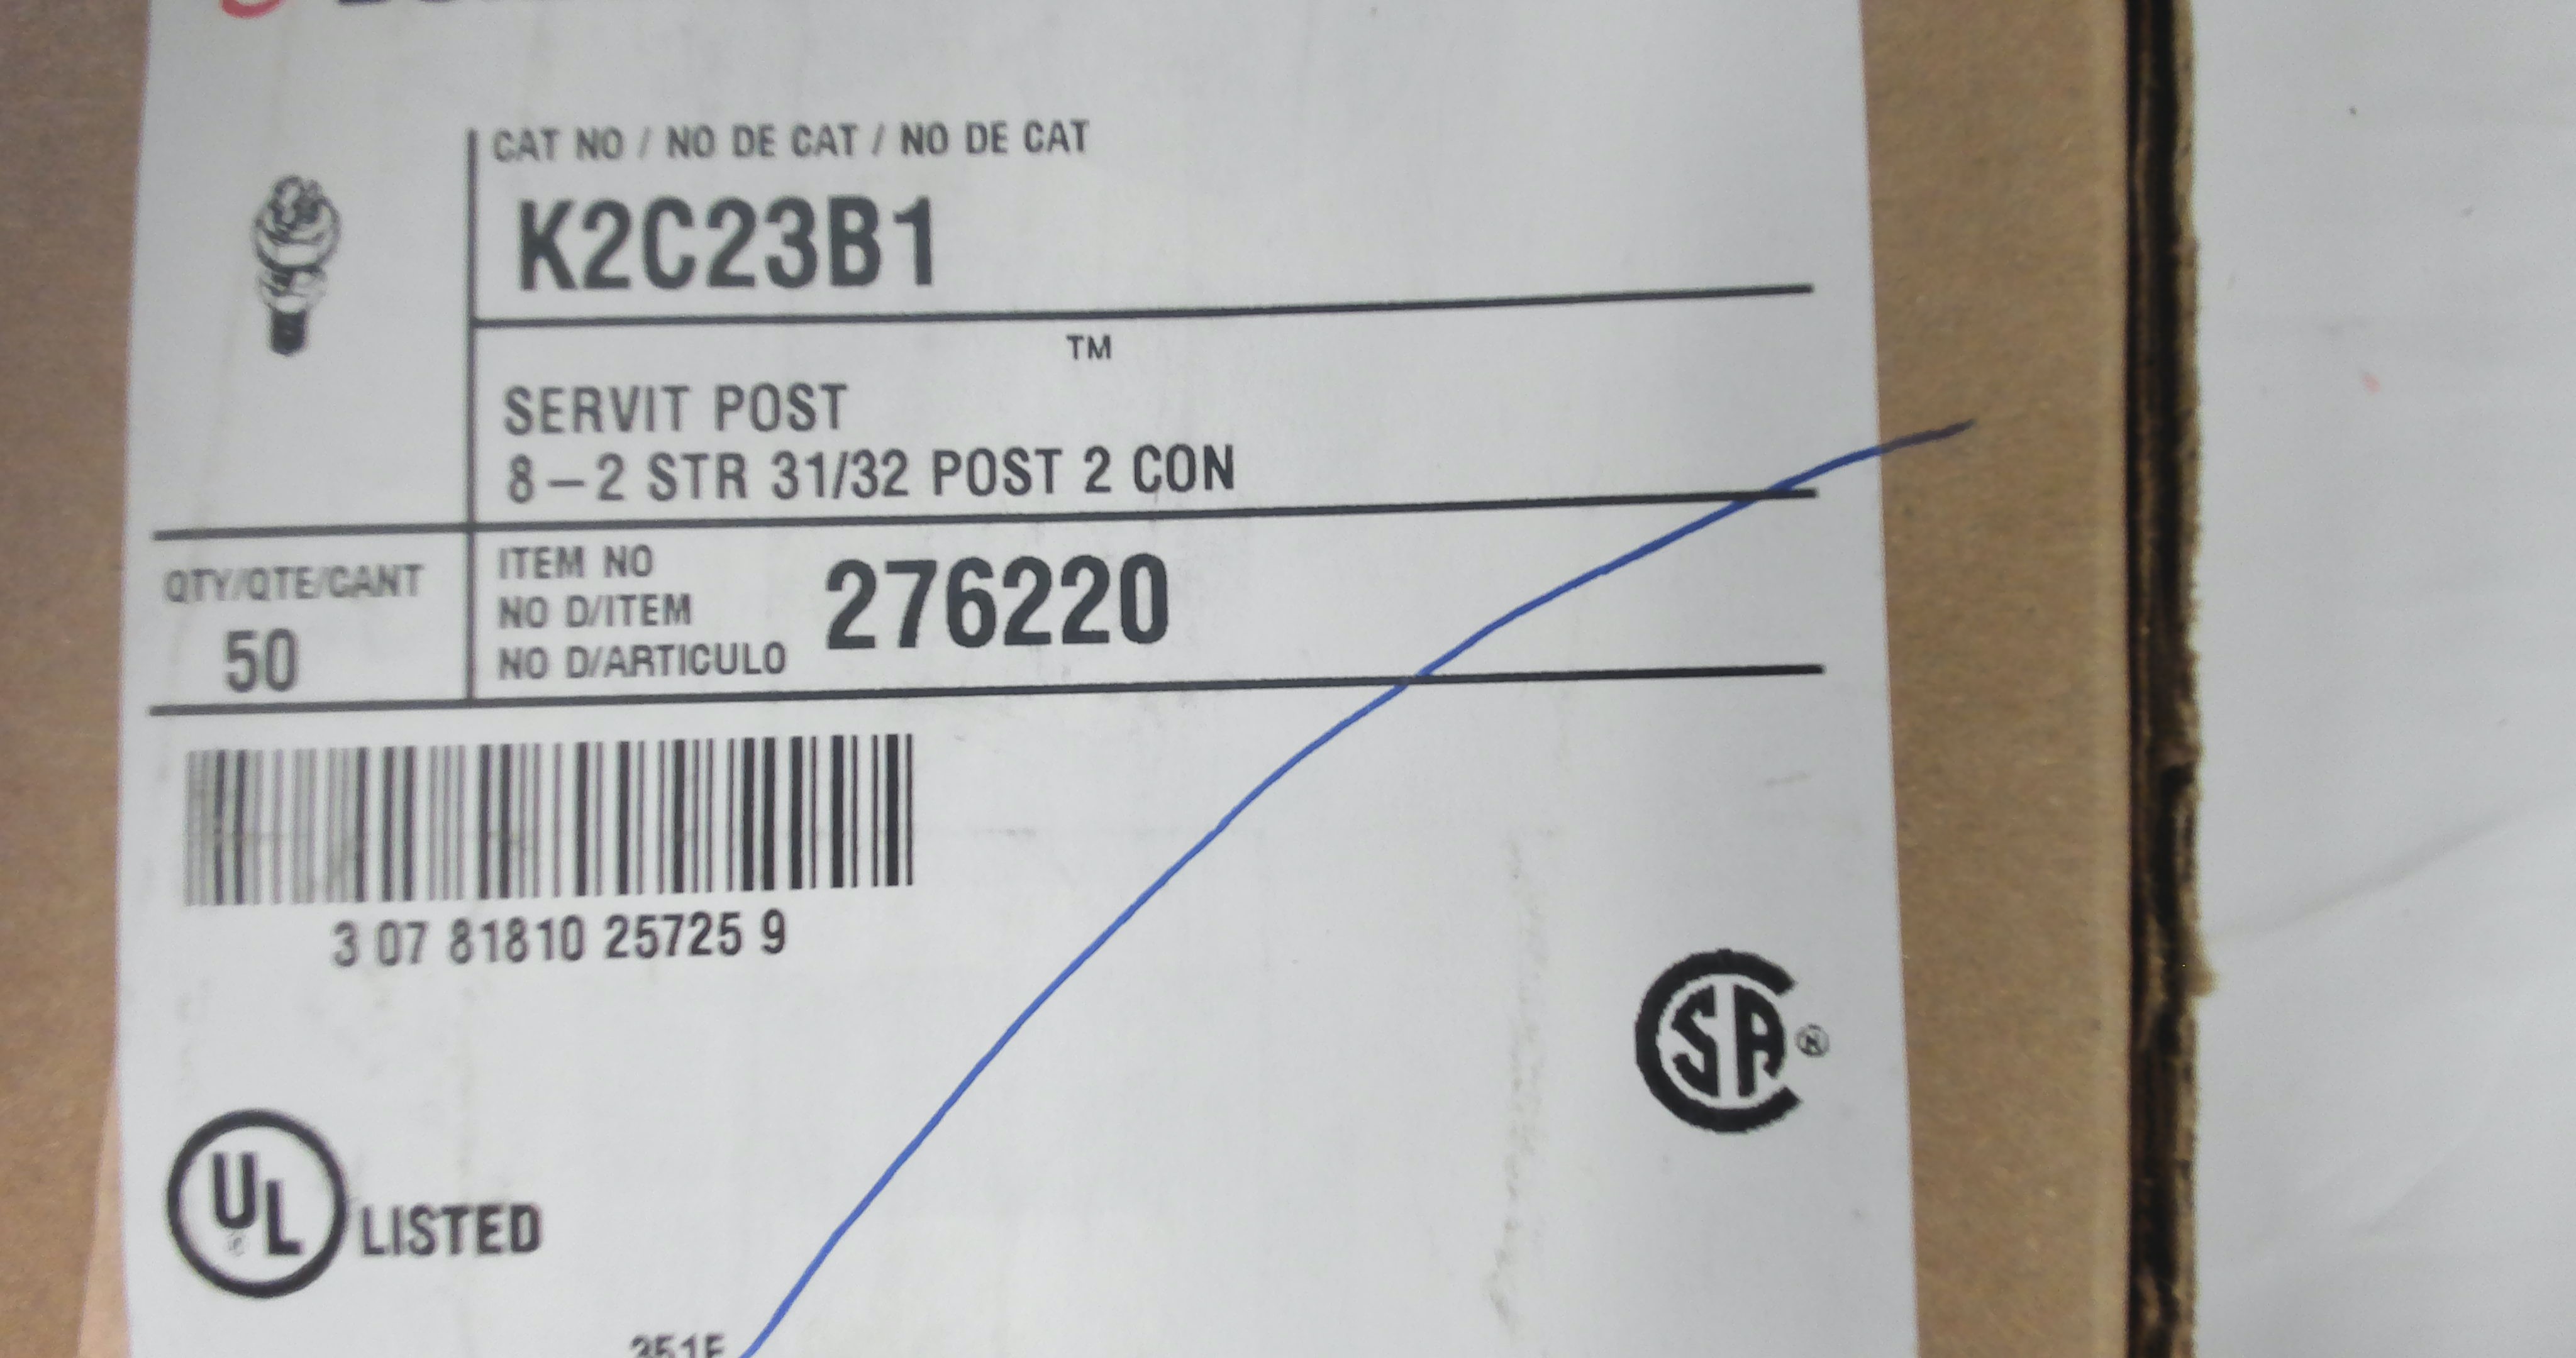 CAT NO / NO DE CAT / NO DE CAT
K2C23B1
TM
SERVIT POST
8-2 STR 31/32 POST 2 CON
QTY/QTE/CANT
50
ITEM NO
NO D/ITEM
NO D/ARTICULO
276220
3 07 81810 25725 9
SA
®
UL
®
LISTED